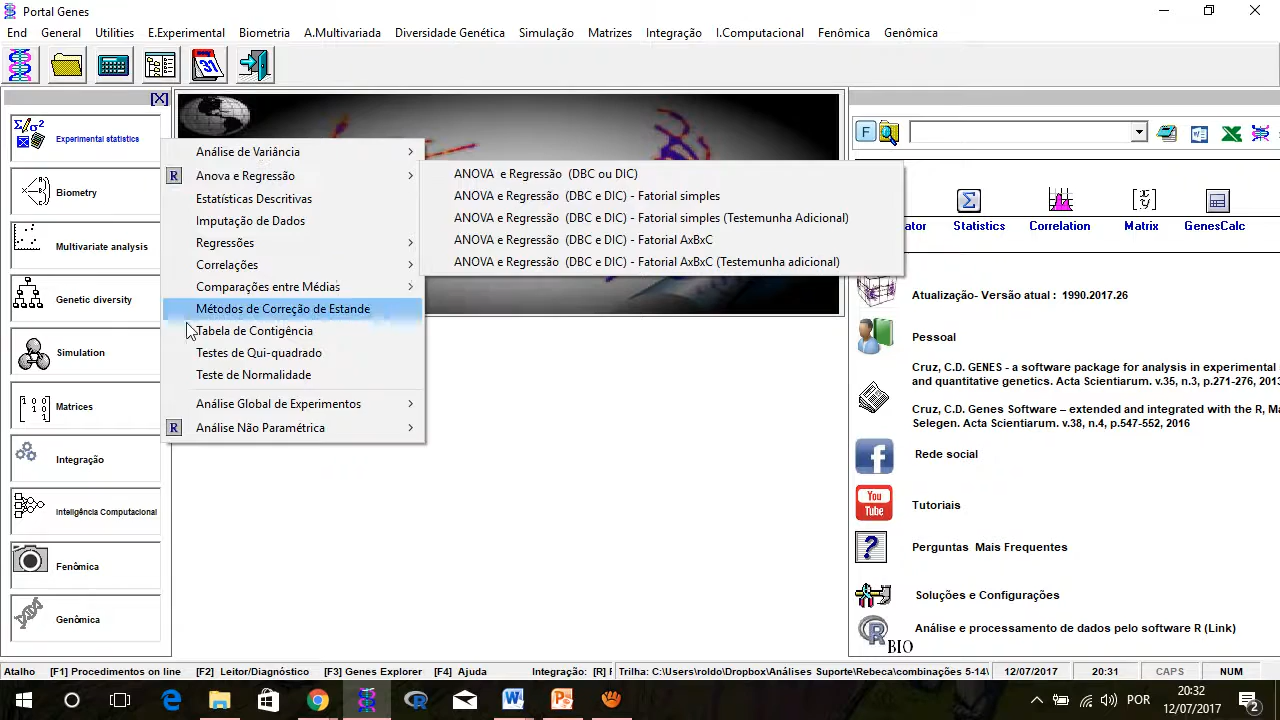 Portal Genes
End General Utilities E.Experimental Biometria A.Multivariada Diversidade Genética Simulação Matrizes Integração I.Computacional Fenômica Genômica
31
[X]
Σ/σ²
Experimental statistics
Biometry
Multivariate analysis
Genetic diversity
Simulation
Matrices
Integração
Inteligência Computacional
Fenômica
Genômica
Análise de Variância
R Anova e Regressão
Estatísticas Descritivas
Imputação de Dados
Regressões
Correlações
Comparações entre Médias
Métodos de Correção de Estande
Tabela de Contigência
Testes de Qui-quadrado
Teste de Normalidade
Análise Global de Experimentos
R Análise Não Paramétrica
ANOVA e Regressão (DBC ou DIC)
ANOVA e Regressão (DBC e DIC) - Fatorial simples
ANOVA e Regressão (DBC e DIC) - Fatorial simples (Testemunha Adicional)
ANOVA e Regressão (DBC e DIC) - Fatorial AxBxC
ANOVA e Regressão (DBC e DIC) - Fatorial AxBxC (Testemunha adicional)
F
ator Statistics Correlation Matrix GenesCalc
Atualização- Versão atual : 1990.2017.26
Pessoal
Cruz, C.D. GENES - a software package for analysis in experimental
and quantitative genetics. Acta Scientiarum. v.35, n.3, p.271-276, 2013
Cruz, C.D. Genes Software – extended and integrated with the R, Ma
Selegen. Acta Scientiarum. v.38, n.4, p.547-552, 2016
Rede social
You Tube
Tutoriais
Perguntas Mais Frequentes
Soluções e Configurações
Análise e processamento de dados pelo software R (Link)
BIO
Atalho [F1] Procedimentos on line [F2] Leitor/Diagnóstico [F3] Genes Explorer [F4] Ajuda Integração: [R] F Trilha: C:\Users\roldo\Dropbox\Análises Suporte\Rebeca\combinações 5-14\ 12/07/2017 20:31 CAPS NUM
POR
20:32
12/07/2017
2